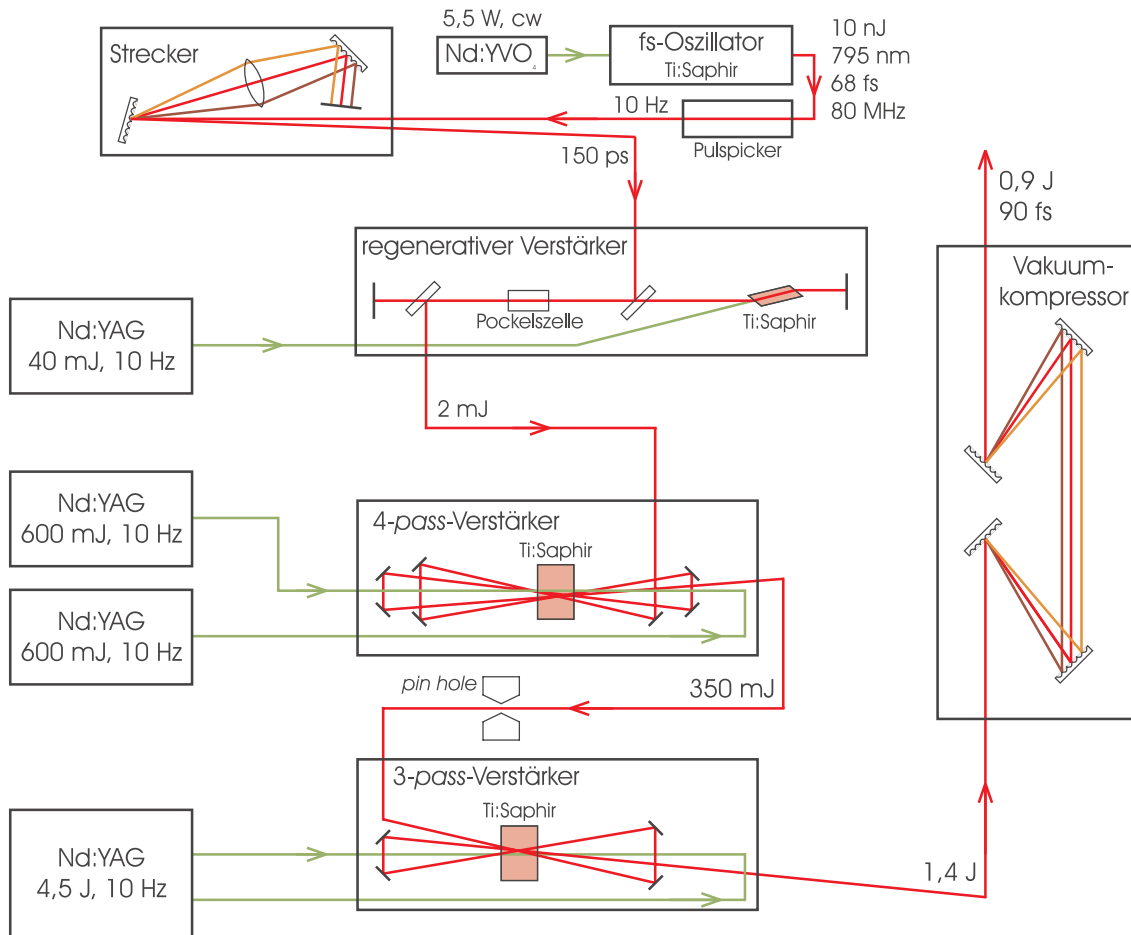 Strecker
5,5 W, cw
Nd:YVO4
fs-Oszillator
Ti:Saphir
10 nJ
795 nm
68 fs
80 MHz
10 Hz
Pulspicker
150 ps
0,9 J
90 fs
regenerativer Verstärker
Pockelszelle
Ti:Saphir
Vakuum-
kompressor
Nd:YAG
40 mJ, 10 Hz
2 mJ
Nd:YAG
600 mJ, 10 Hz
4-pass-Verstärker
Ti:Saphir
Nd:YAG
600 mJ, 10 Hz
pin hole
350 mJ
3-pass-Verstärker
Ti:Saphir
Nd:YAG
4,5 J, 10 Hz
1,4 J